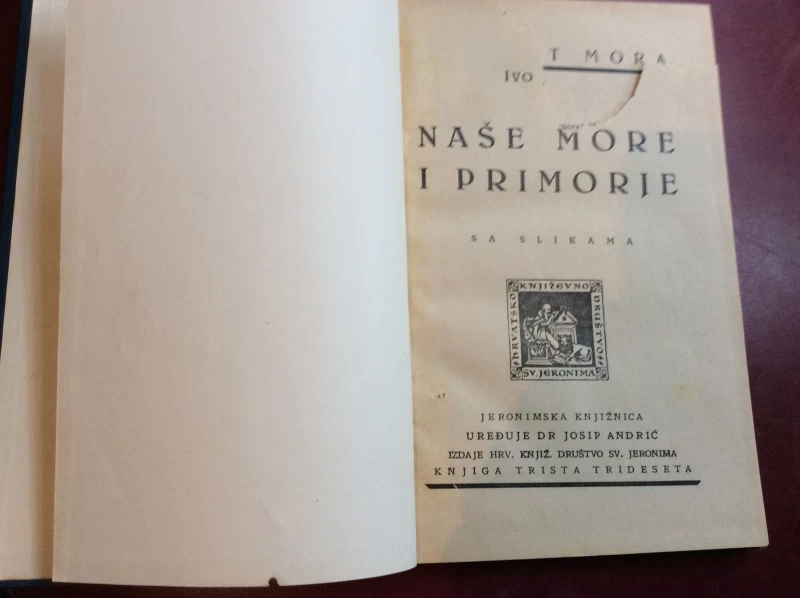 T MORA
Ivo
NAŠE MORE
I PRIMORJE
SA SLIKAMA
HRVATSKO KNJIŽEVNO DRUŠTVO
SV. JERONIMA
JERONIMSKA KNJIŽNICA
UREĐUJE DR JOSIP ANDRIĆ
IZDAJE HRV. KNJIŽ. DRUŠTVO SV. JERONIMA
KNJIGA TRISTA TRIDESETA